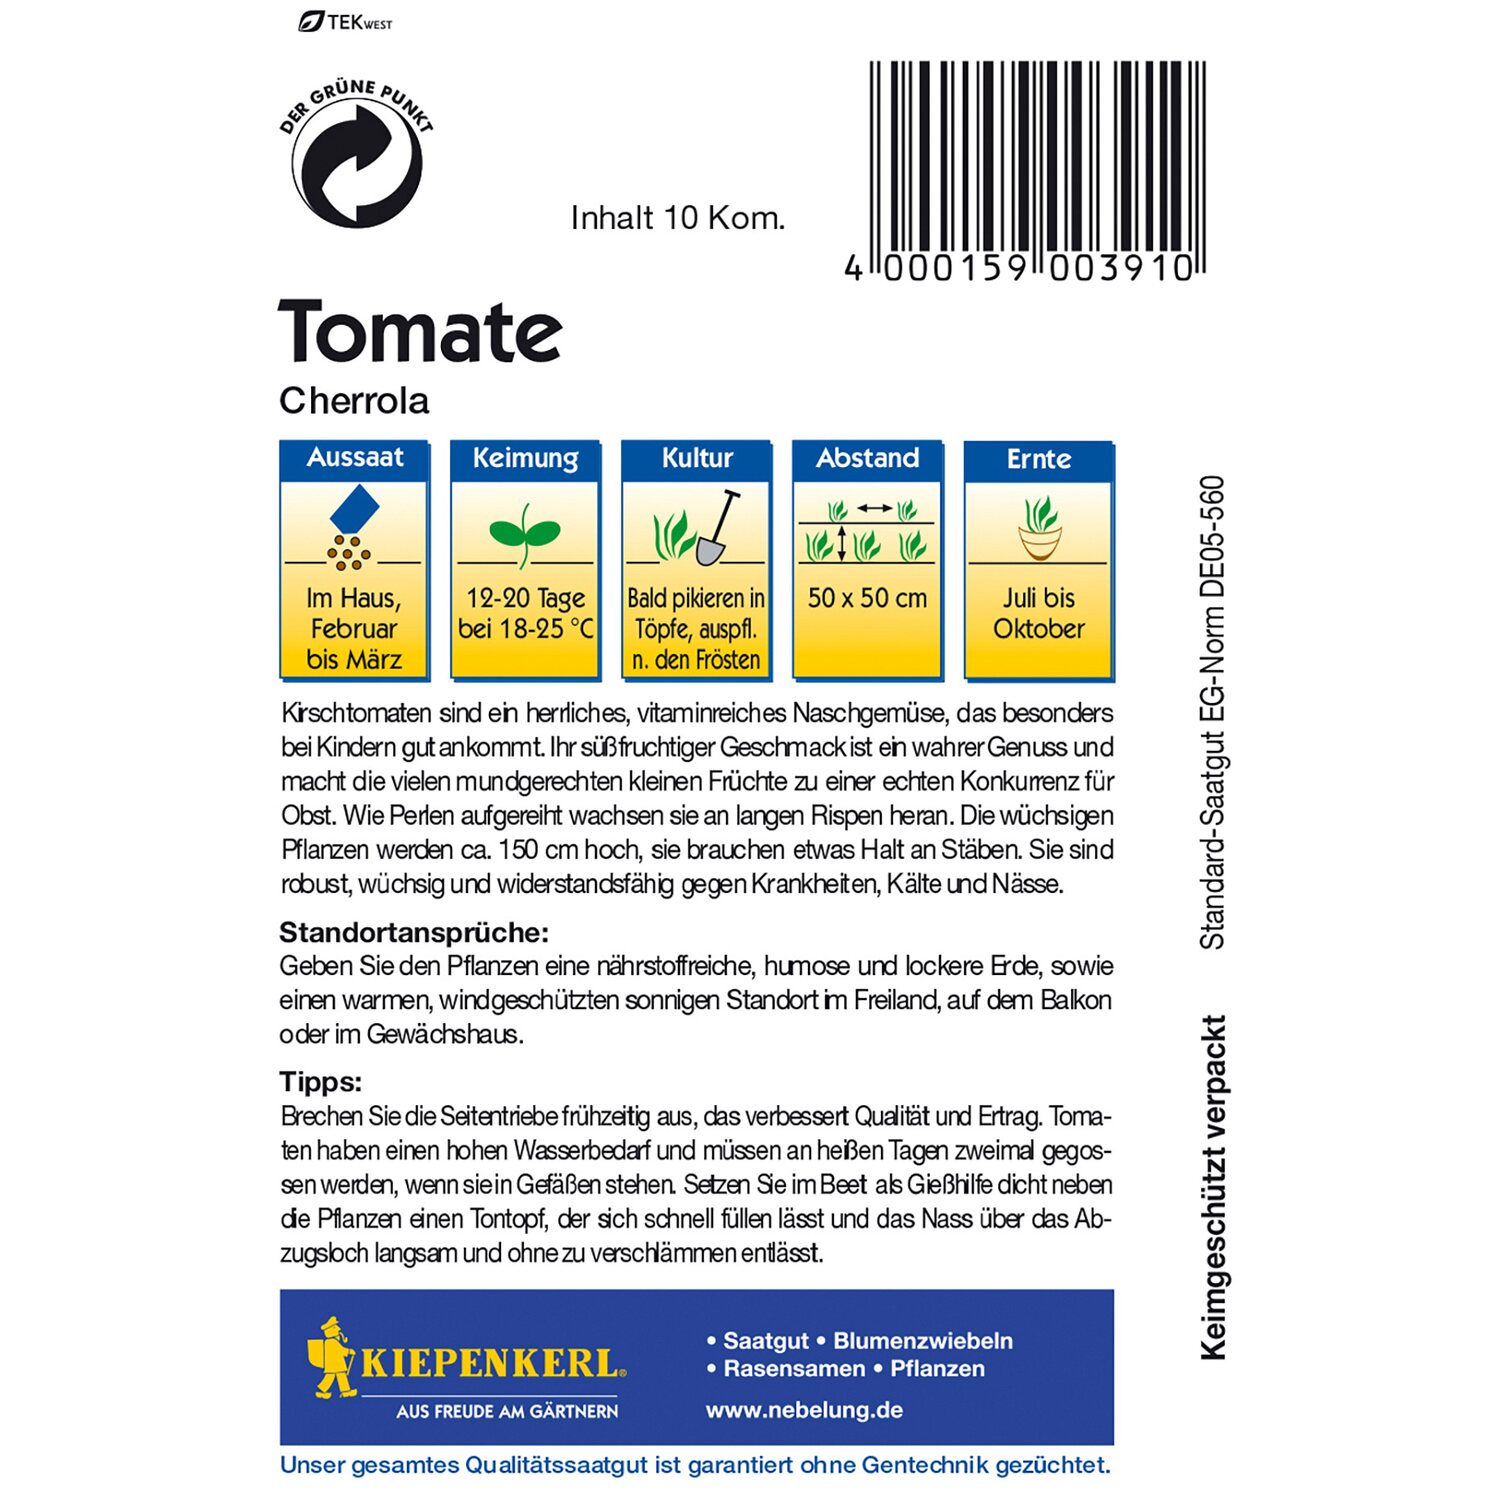 TEKWEST
DER GRÜNE PUNKT
Inhalt 10 Kom.
4 000159 003910
Tomate
Cherrola
Aussaat
Im Haus,
Februar
bis März
Keimung
12-20 Tage
bei 18-25 °C
Kultur
Bald pikieren in
Töpfe, auspfl.
n. den Frösten
Abstand
50 x 50 cm
Ernte
Juli bis
Oktober
Kirschtomaten sind ein herrliches, vitaminreiches Naschgemüse, das besonders
bei Kindern gut ankommt. Ihr süßfruchtiger Geschmack ist ein wahrer Genuss und
macht die vielen mundgerechten kleinen Früchte zu einer echten Konkurrenz für
Obst. Wie Perlen aufgereiht wachsen sie an langen Rispen heran. Die wüchsigen
Pflanzen werden ca. 150 cm hoch, sie brauchen etwas Halt an Stäben. Sie sind
robust, wüchsig und widerstandsfähig gegen Krankheiten, Kälte und Nässe.
Standortansprüche:
Geben Sie den Pflanzen eine nährstoffreiche, humose und lockere Erde, sowie
einen warmen, windgeschützten sonnigen Standort im Freiland, auf dem Balkon
oder im Gewächshaus.
Tipps:
Brechen Sie die Seitentriebe frühzeitig aus, das verbessert Qualität und Ertrag. Toma-
ten haben einen hohen Wasserbedarf und müssen an heißen Tagen zweimal gegos-
sen werden, wenn sie in Gefäßen stehen. Setzen Sie im Beet als Gießhilfe dicht neben
die Pflanzen einen Tontopf, der sich schnell füllen lässt und das Nass über das Ab-
zugsloch langsam und ohne zu verschlämmen entlässt.
KIEPENKERL®
AUS FREUDE AM GÄRTNERN
• Saatgut • Blumenzwiebeln
• Rasensamen • Pflanzen
www.nebelung.de
Unser gesamtes Qualitätssaatgut ist garantiert ohne Gentechnik gezüchtet.
Keimgeschützt verpackt
Standard-Saatgut EG-Norm DE05-560